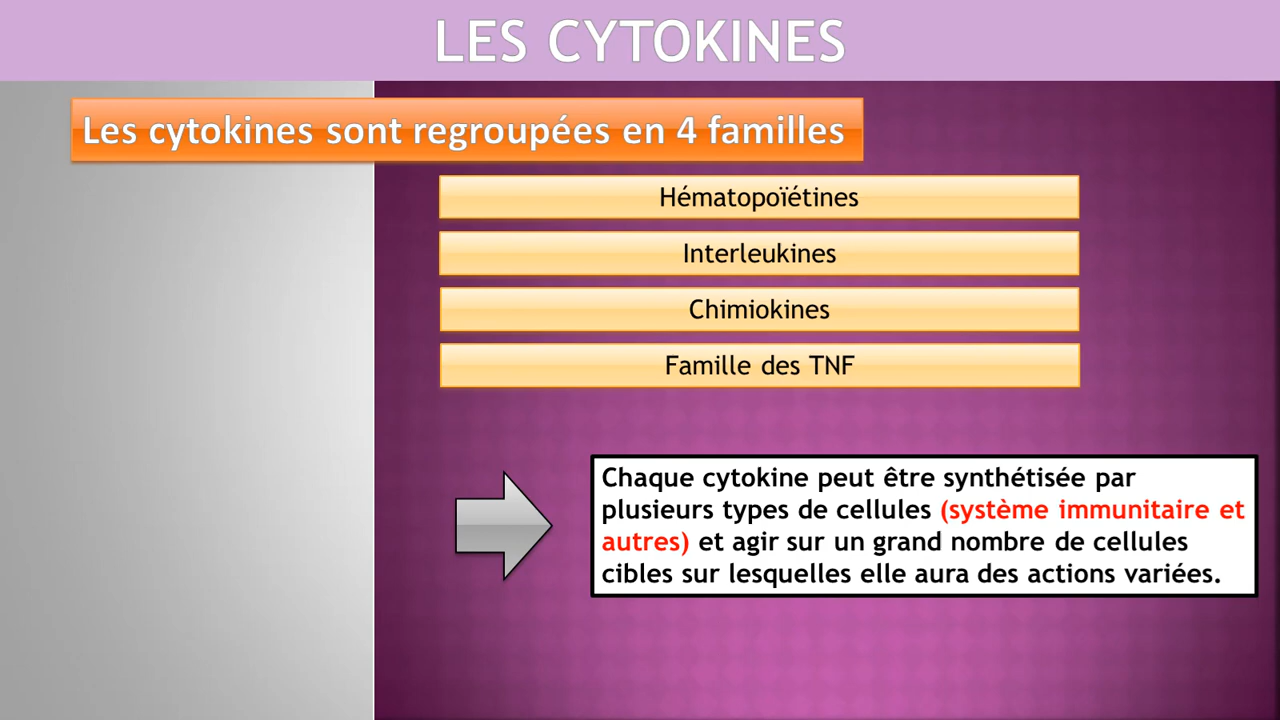 LES CYTOKINES
Les cytokines sont regroupées en 4 familles
Hématopoïétines
Interleukines
Chimiokines
Famille des TNF
Chaque cytokine peut être synthétisée par
plusieurs types de cellules (système immunitaire et
autres) et agir sur un grand nombre de cellules
cibles sur lesquelles elle aura des actions variées.